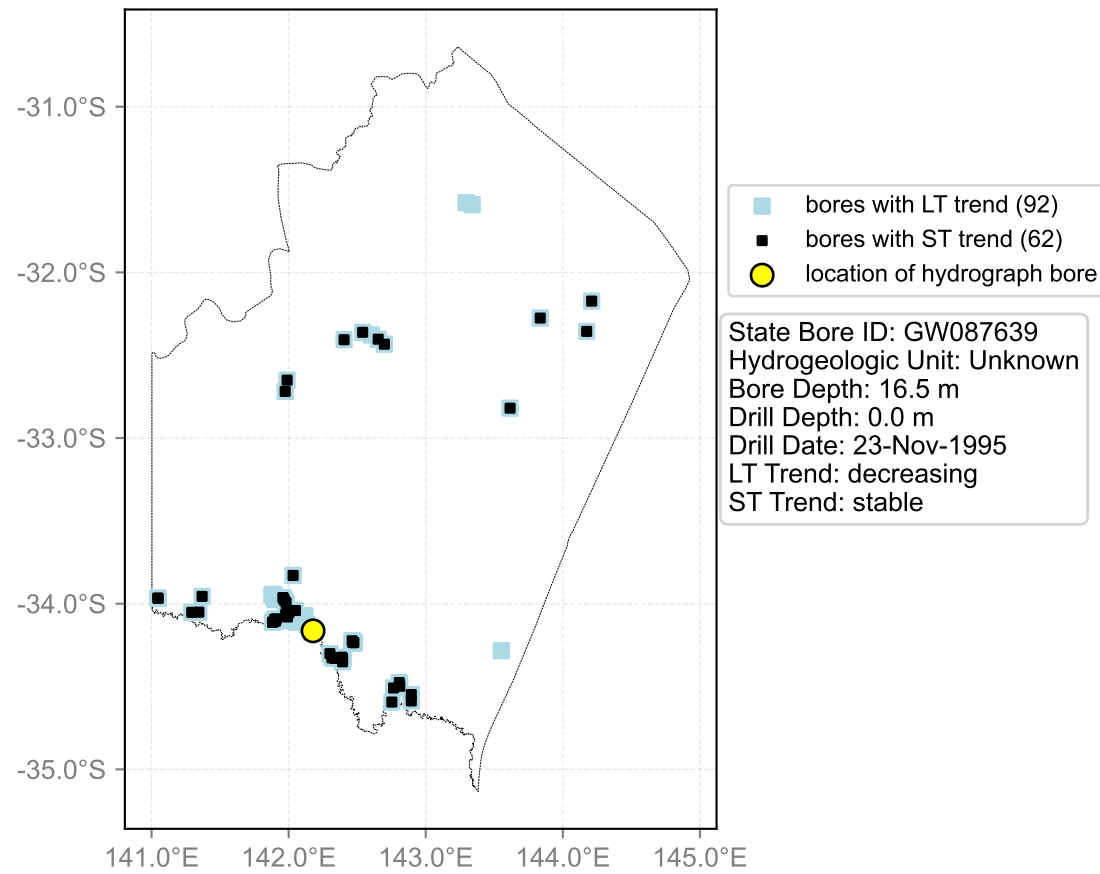 -31.0°S
-32.0°S
-33.0°S
-34.0°S
-35.0°S
141.0°E 142.0°E 143.0°E 144.0°E 145.0°E
bores with LT trend (92)
bores with ST trend (62)
location of hydrograph bore
State Bore ID: GW087639
Hydrogeologic Unit: Unknown
Bore Depth: 16.5 m
Drill Depth: 0.0 m
Drill Date: 23-Nov-1995
LT Trend: decreasing
ST Trend: stable